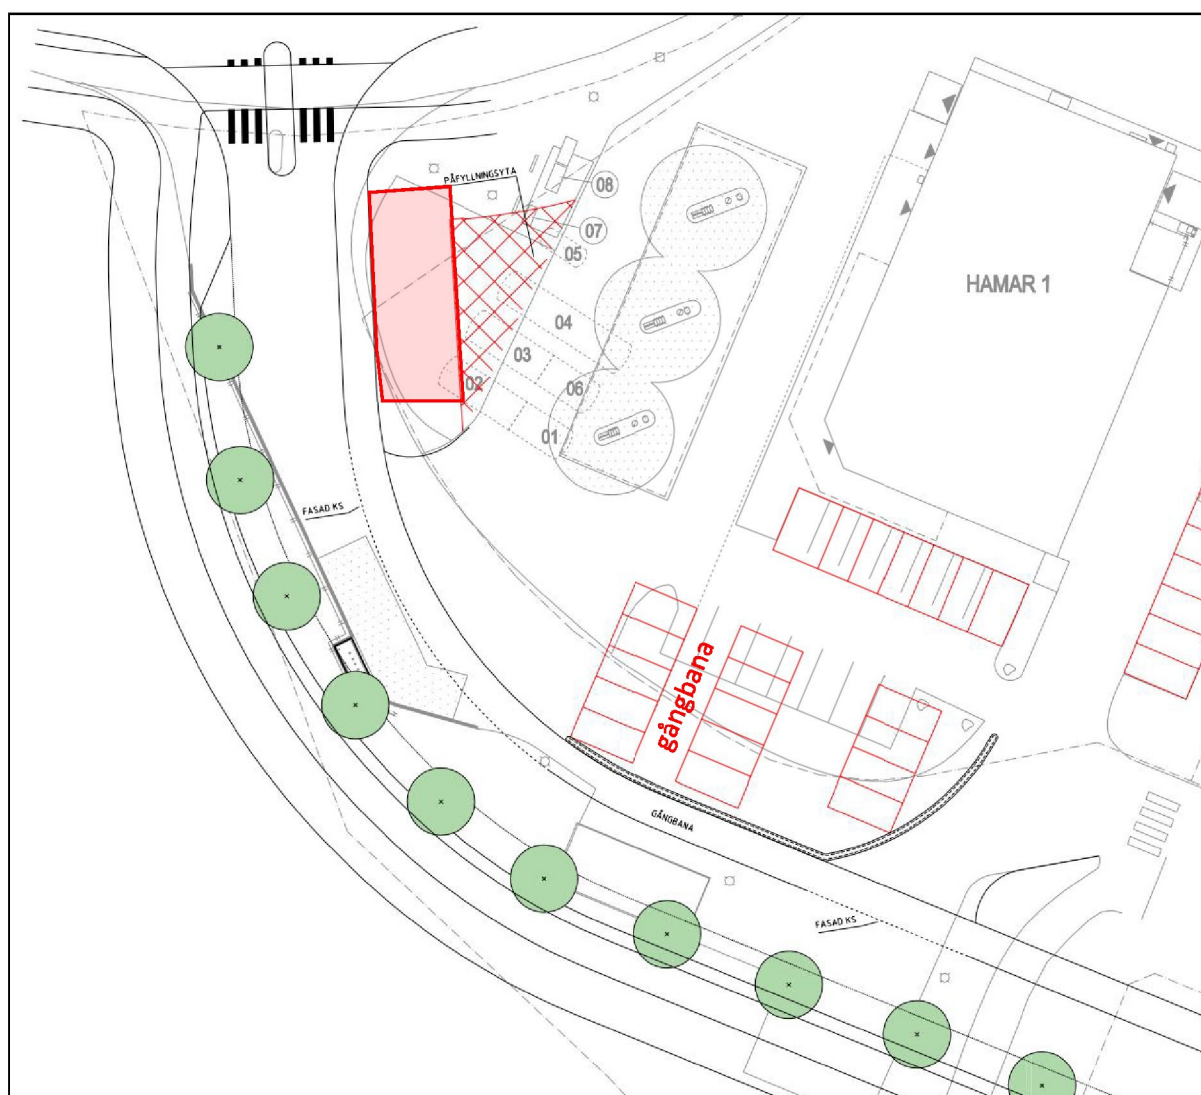 PÅFYLLNINGSYTA
08
07
05
04
03
02
06
01
HAMAR 1
FASAD KS
gångbana
GÅNGBANA
FASAD KS